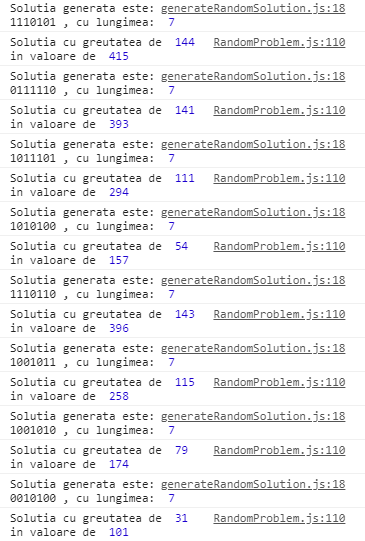 Solutia generata este: generateRandomSolution.js:18
1110101 , cu lungimea:  7
Solutia cu greutatea de  144 RandomProblem.js:110
in valoare de  415
Solutia generata este: generateRandomSolution.js:18
0111110 , cu lungimea:  7
Solutia cu greutatea de  141 RandomProblem.js:110
in valoare de  393
Solutia generata este: generateRandomSolution.js:18
1011101 , cu lungimea:  7
Solutia cu greutatea de  111 RandomProblem.js:110
in valoare de  294
Solutia generata este: generateRandomSolution.js:18
1010100 , cu lungimea:  7
Solutia cu greutatea de  54 RandomProblem.js:110
in valoare de  157
Solutia generata este: generateRandomSolution.js:18
1110110 , cu lungimea:  7
Solutia cu greutatea de  143 RandomProblem.js:110
in valoare de  396
Solutia generata este: generateRandomSolution.js:18
1001011 , cu lungimea:  7
Solutia cu greutatea de  115 RandomProblem.js:110
in valoare de  258
Solutia generata este: generateRandomSolution.js:18
1001010 , cu lungimea:  7
Solutia cu greutatea de  79 RandomProblem.js:110
in valoare de  174
Solutia generata este: generateRandomSolution.js:18
0010100 , cu lungimea:  7
Solutia cu greutatea de  31 RandomProblem.js:110
in valoare de  101